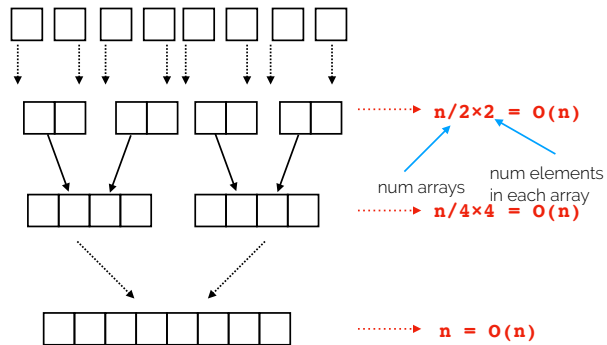 n/2×2 = O(n)
num arrays
num elements
in each array
n/4×4 = O(n)
n = O(n)